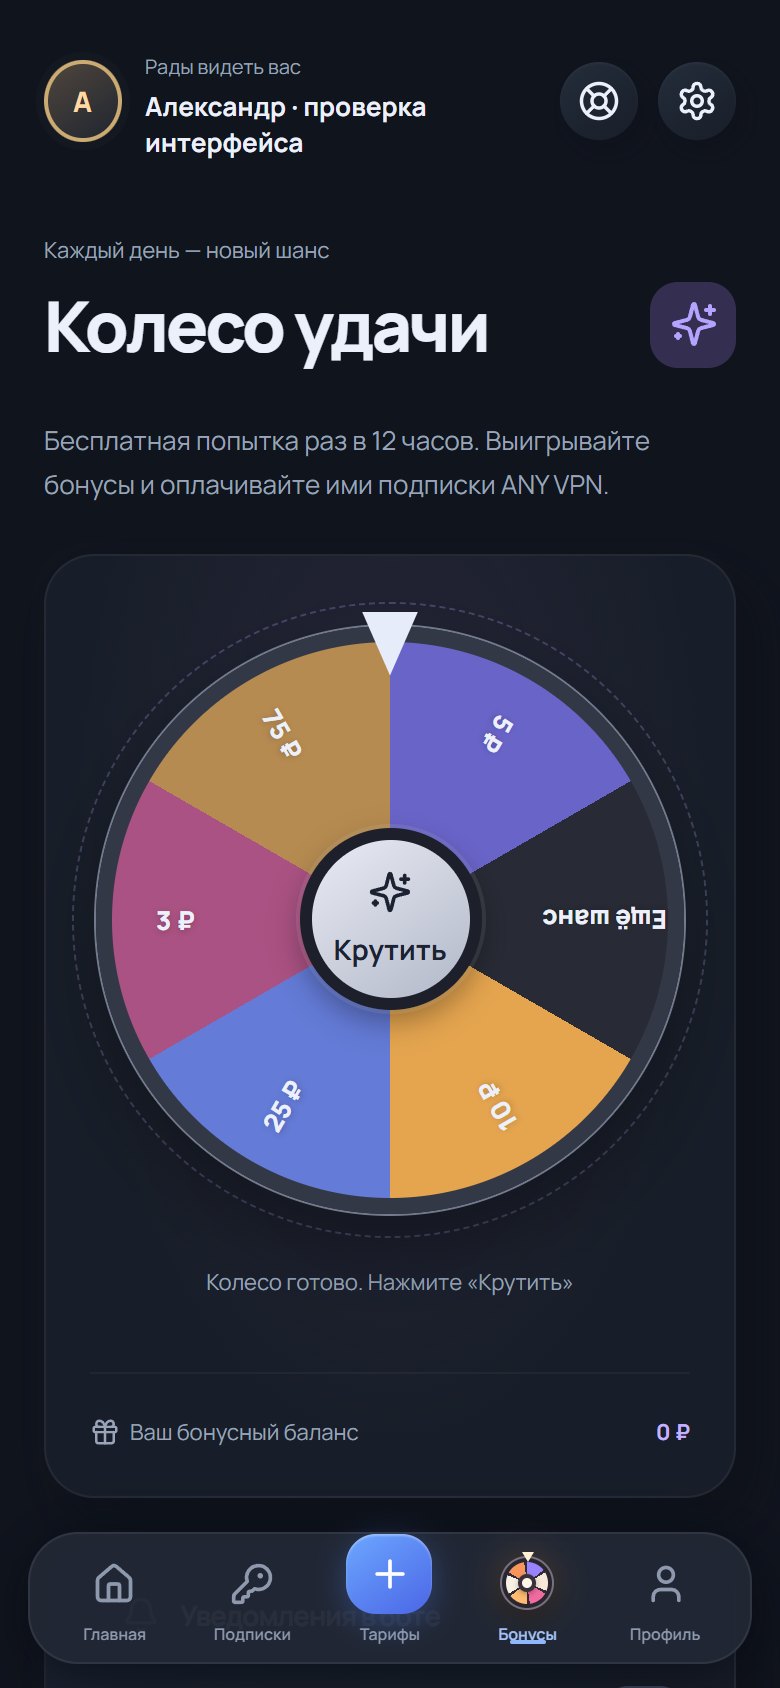 А
Рады видеть вас
Александр · проверка
интерфейса
Каждый день — новый шанс
Колесо удачи
Бесплатная попытка раз в 12 часов. Выигрывайте
бонусы и оплачивайте ими подписки ANY VPN.
75 ₽
5 ₽
3 ₽
Ещё шанс
Крутить
25 ₽
10 ₽
Колесо готово. Нажмите «Крутить»
Ваш бонусный баланс
0 ₽
Уведомления в боте
Главная
Подписки
Тарифы
Бонусы
Профиль